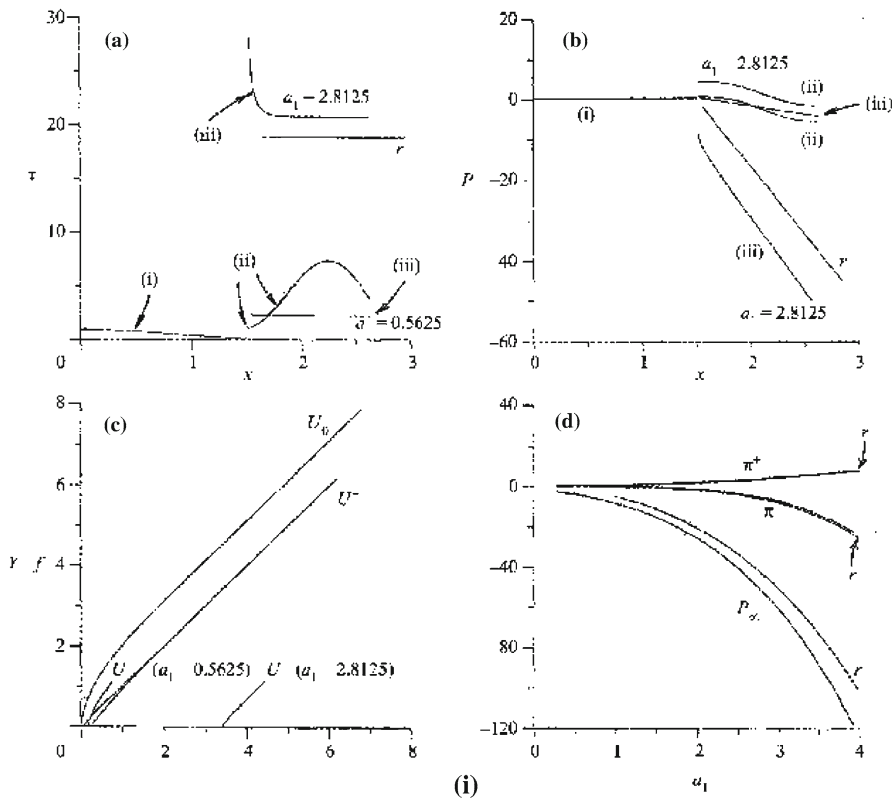 30
(a)
a₁ – 2.8125
20
(iii)
r
τ
10
(ii)
(i)
(iii)
= 0.5625
0
0
1
2
3
x
20
(b)
a₁ 2.8125
(ii)
(iii)
0
(i)
(ii)
P
−20
(iii)
r
−40
a. = 2.8125
−60
0
1
2
3
x
8
(c)
U₀
6
U⁻
Y f
4
2
U (a₁ 0.5625) U (a₁ 2.8125)
0
0
2
4
6
8
40
(d)
r
π⁺
0
π
r
−40
P
r
−80
−120
0
1
2
3
4
a₁
(i)